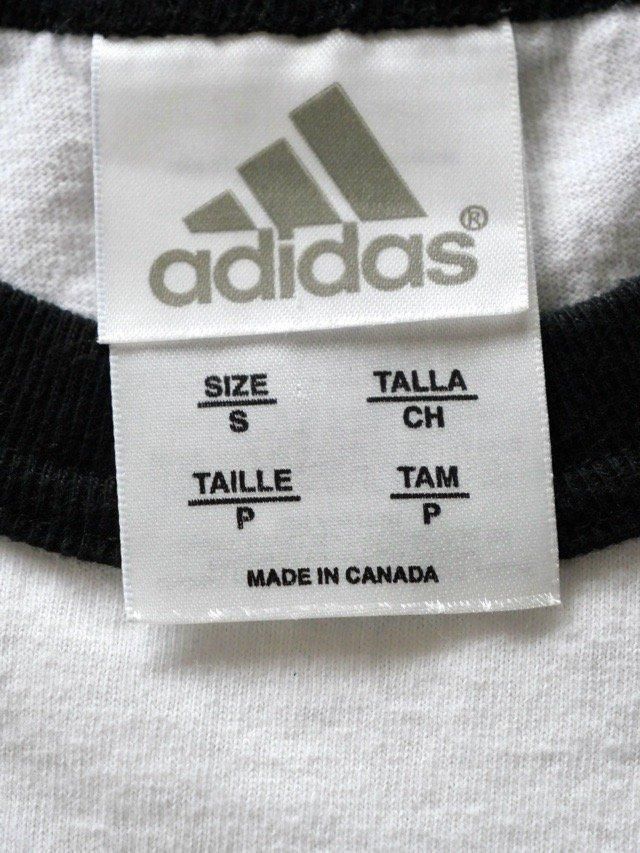 adidas®
SIZE
S
TALLA
CH
TAILLE
P
TAM
P
MADE IN CANADA